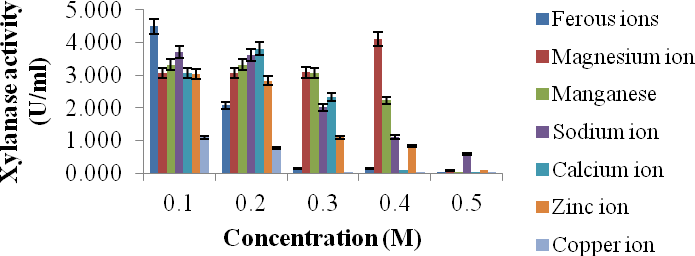 Xylanase activity
(U/ml)
5.000
4.000
3.000
2.000
1.000
0.000
0.1 0.2 0.3 0.4 0.5
Concentration (M)
Ferous ions
Magnesium ion
Manganese
Sodium ion
Calcium ion
Zinc ion
Copper ion